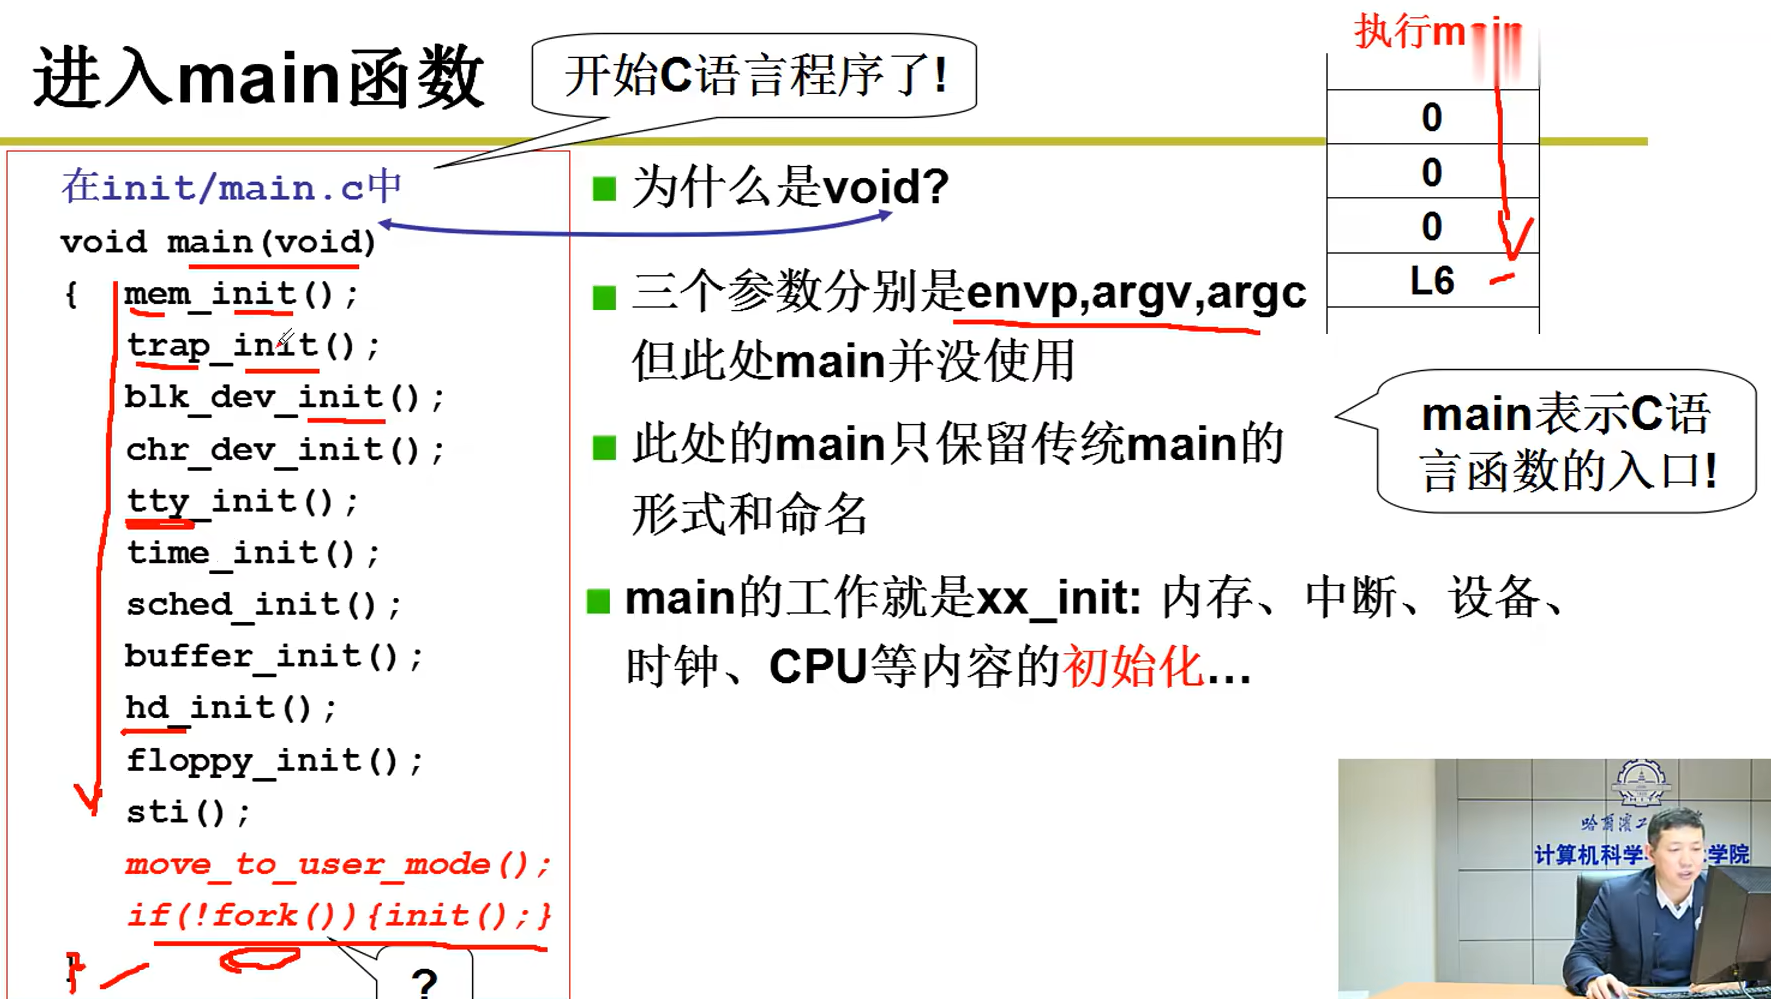 进入main函数
开始C语言程序了!
执行main
0
0
0
L6
在init/main.c中
void main(void)
{ mem_init();
trap_init();
blk_dev_init();
chr_dev_init();
tty_init();
time_init();
sched_init();
buffer_init();
hd_init();
floppy_init();
sti();
move_to_user_mode();
if(!fork()){init();}
}
?
为什么是void?
三个参数分别是envp,argv,argc
但此处main并没使用
此处的main只保留传统main的
形式和命名
main的工作就是xx_init: 内存、中断、设备、
时钟、CPU等内容的初始化...
main表示C语
言函数的入口!
哈尔滨工
计算机科学 学院